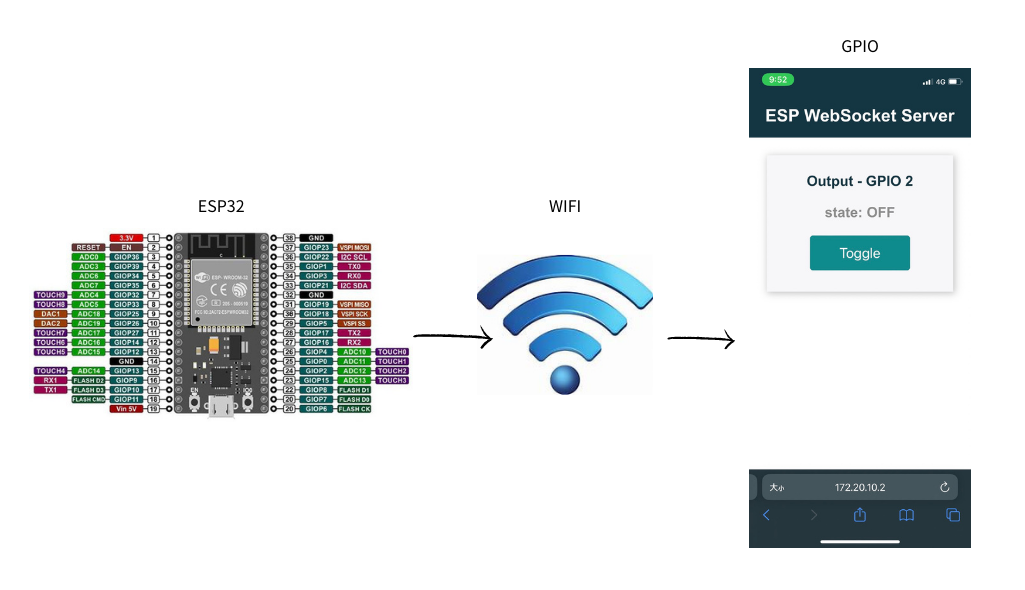 GPIO
9:52
4G
ESP WebSocket Server
Output - GPIO 2
state: OFF
Toggle
172.20.10.2
大小
ESP32
WIFI
3.3V 1 38 GND
RESET EN 2 37 GIOP23 VSPI MOSI
ADC0 GIOP36 3 36 GIOP22 I2C SCL
ADC3 GIOP39 4 35 GIOP1 TX0
ADC6 GIOP34 5 34 GIOP3 RX0
ADC7 GIOP35 6 33 GIOP21 I2C SDA
TOUCH9 ADC4 GIOP32 7 32 GND
TOUCH8 ADC5 GIOP33 8 31 GIOP19 VSPI MISO
DAC1 ADC18 GIOP25 9 30 GIOP18 VSPI SCK
DAC2 ADC19 GIOP26 10 29 GIOP5 VSPI SS
TOUCH7 ADC17 GIOP27 11 28 GIOP17 TX2
TOUCH6 ADC16 GIOP14 12 27 GIOP16 RX2
TOUCH5 ADC15 GIOP12 13 26 GIOP4 ADC10 TOUCH0
GND 14 25 GIOP0 ADC11 TOUCH1
TOUCH4 ADC14 GIOP13 15 24 GIOP2 ADC12 TOUCH2
RX1 FLASH D2 GIOP9 16 23 GIOP15 ADC13 TOUCH3
TX1 FLASH D3 GIOP10 17 22 GIOP8 FLASH D1
FLASH CMD GIOP11 18 20 GIOP7 FLASH D0
Vin 5V 19 20 GIOP6 FLASH CK
ESP-WROOM-32
EN